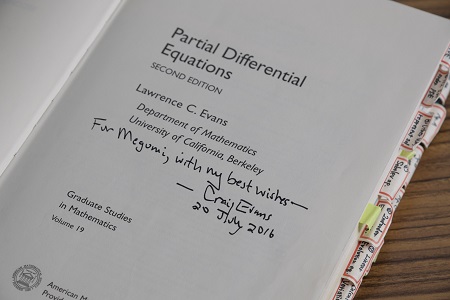 Partial Differential
Equations
SECOND EDITION
Lawrence C. Evans
Department of Mathematics
University of California, Berkeley
For Megumi, with my best wishes—
— Craig Evans
20 July 2016
Graduate Studies
in Mathematics
Volume 19
American M
Provid